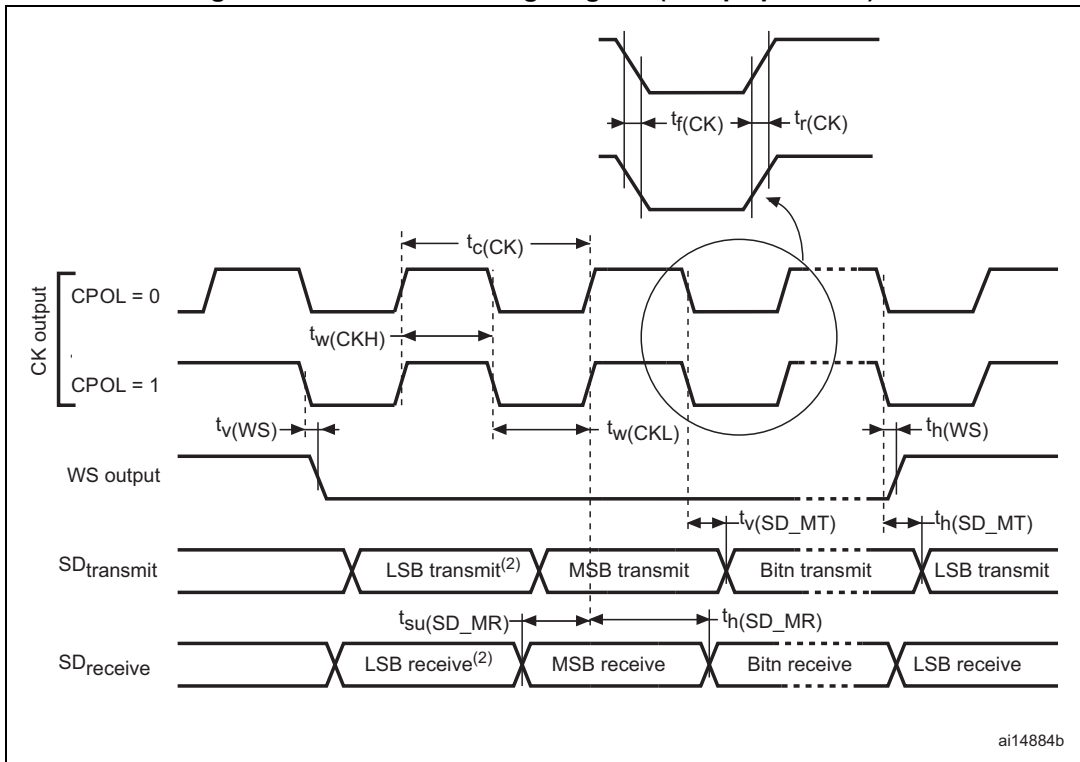 tf(CK)
tr(CK)
tc(CK)
CK output
CPOL = 0
tw(CKH)
CPOL = 1
tv(WS)
tw(CKL)
th(WS)
WS output
tv(SD_MT)
th(SD_MT)
SDtransmit
LSB transmit(2)
MSB transmit
Bitn transmit
LSB transmit
tsu(SD_MR)
th(SD_MR)
SDreceive
LSB receive(2)
MSB receive
Bitn receive
LSB receive
ai14884b